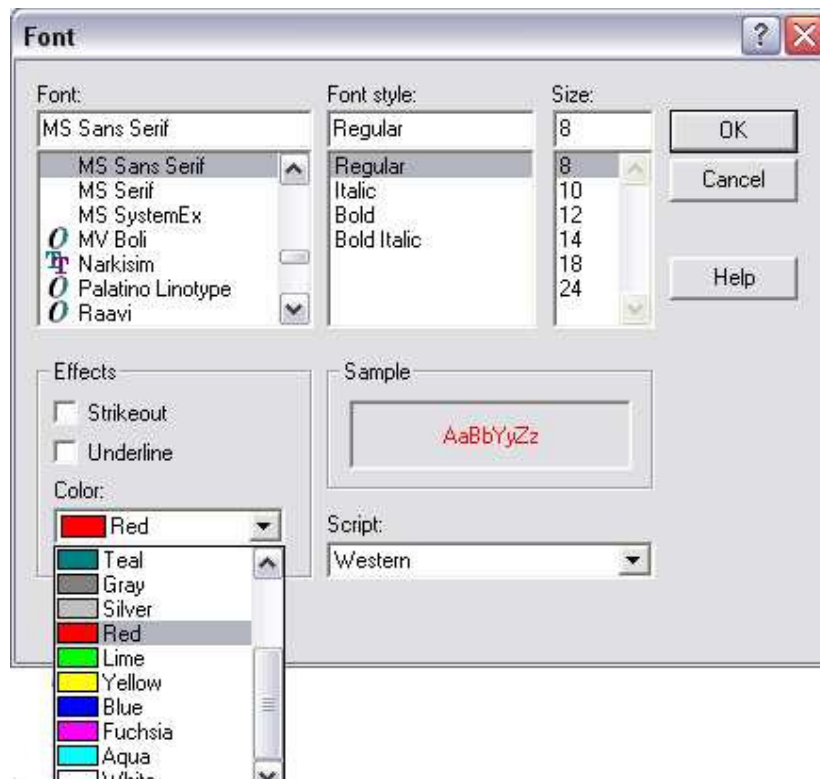 Font
Font:
MS Sans Serif
MS Sans Serif
MS Serif
MS SystemEx
MV Boli
Narkisim
Palatino Linotype
Raavi
Font style:
Regular
Regular
Italic
Bold
Bold Italic
Size:
8
8
10
12
14
18
24
OK
Cancel
Help
Effects
Strikeout
Underline
Color:
Red
Teal
Gray
Silver
Red
Lime
Yellow
Blue
Fuchsia
Aqua
White
Sample
AaBbYyZz
Script:
Western